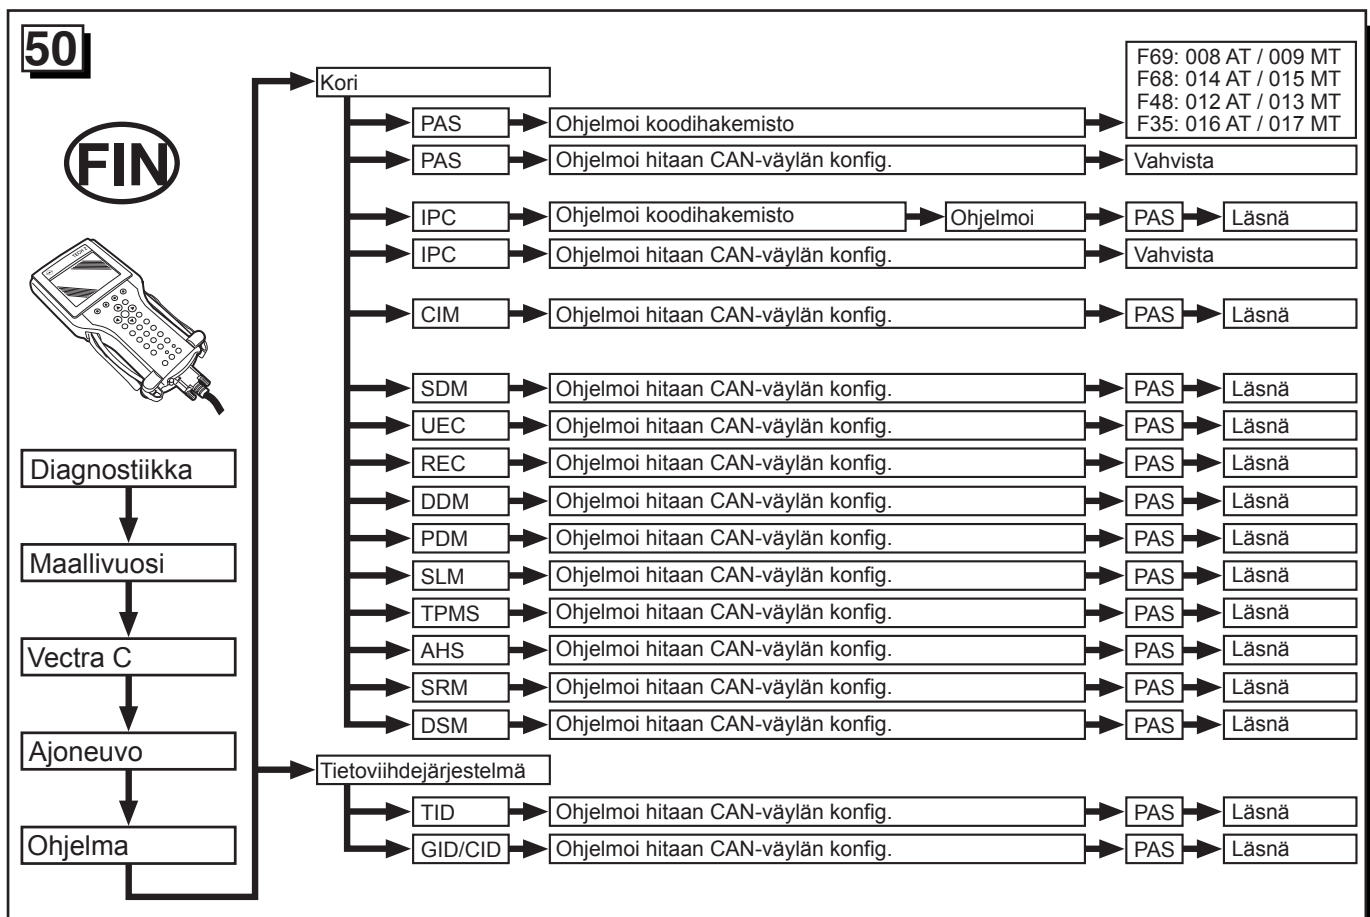 50
FIN
TECH 2
Diagnostiikka
Maallivuosi
Vectra C
Ajoneuvo
Ohjelma
Kori
PAS Ohjelmoi koodihakemisto
F69: 008 AT / 009 MT
F68: 014 AT / 015 MT
F48: 012 AT / 013 MT
F35: 016 AT / 017 MT
PAS Ohjelmoi hitaan CAN-väylän konfig. Vahvista
IPC Ohjelmoi koodihakemisto Ohjelmoi PAS Läsnä
IPC Ohjelmoi hitaan CAN-väylän konfig. Vahvista
CIM Ohjelmoi hitaan CAN-väylän konfig. PAS Läsnä
SDM Ohjelmoi hitaan CAN-väylän konfig. PAS Läsnä
UEC Ohjelmoi hitaan CAN-väylän konfig. PAS Läsnä
REC Ohjelmoi hitaan CAN-väylän konfig. PAS Läsnä
DDM Ohjelmoi hitaan CAN-väylän konfig. PAS Läsnä
PDM Ohjelmoi hitaan CAN-väylän konfig. PAS Läsnä
SLM Ohjelmoi hitaan CAN-väylän konfig. PAS Läsnä
TPMS Ohjelmoi hitaan CAN-väylän konfig. PAS Läsnä
AHS Ohjelmoi hitaan CAN-väylän konfig. PAS Läsnä
SRM Ohjelmoi hitaan CAN-väylän konfig. PAS Läsnä
DSM Ohjelmoi hitaan CAN-väylän konfig. PAS Läsnä
Tietoviihdejärjestelmä
TID Ohjelmoi hitaan CAN-väylän konfig. PAS Läsnä
GID/CID Ohjelmoi hitaan CAN-väylän konfig. PAS Läsnä